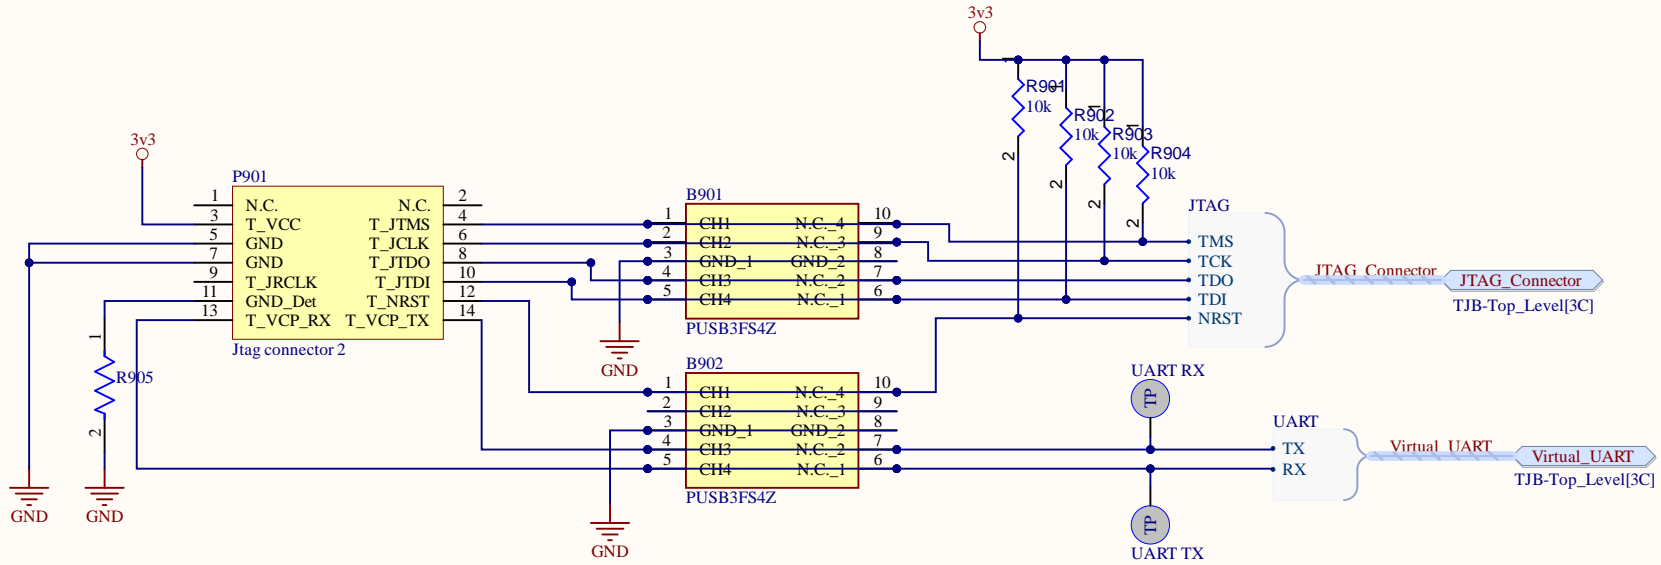 3v3
3v3
P901
1 N.C. N.C. 2
3 T_VCC T_JTMS 4
5 GND T_JCLK 6
7 GND T_JTDO 8
9 T_JRCLK T_JTDI 10
11 GND_Det T_NRST 12
13 T_VCP_RX T_VCP_TX 14
Jtag connector 2
1
R905
2
GND
GND
B901
1 CH1 N.C._4 10
2 CH2 N.C._3 9
3 GND_1 GND_2 8
4 CH3 N.C._2 7
5 CH4 N.C._1 6
PUSB3FS4Z
GND
B902
1 CH1 N.C._4 10
2 CH2 N.C._3 9
3 GND_1 GND_2 8
4 CH3 N.C._2 7
5 CH4 N.C._1 6
PUSB3FS4Z
GND
1
R901
10k
2
1
R902
10k
2
1
R903
10k
2
1
R904
10k
2
JTAG
TMS
TCK
TDO
TDI
NRST
JTAG_Connector
JTAG_Connector
TJB-Top_Level[3C]
UART RX
TP
UART
TX
RX
Virtual_UART
Virtual_UART
TJB-Top_Level[3C]
TP
UART TX